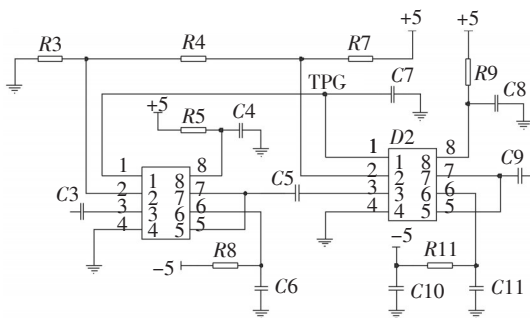 +5 +5
R3 R4 R7
R9
C7 C8
TPG
+5
R5 C4
1 D2 8
C9
1 8 1 8
2 7 2 7
C3 3 6 C5 3 6
4 5 4 5
1 8 1 8
2 7 2 7
3 6 3 6
4 5 4 5
-5 R8 -5 R11
C6 C10 C11